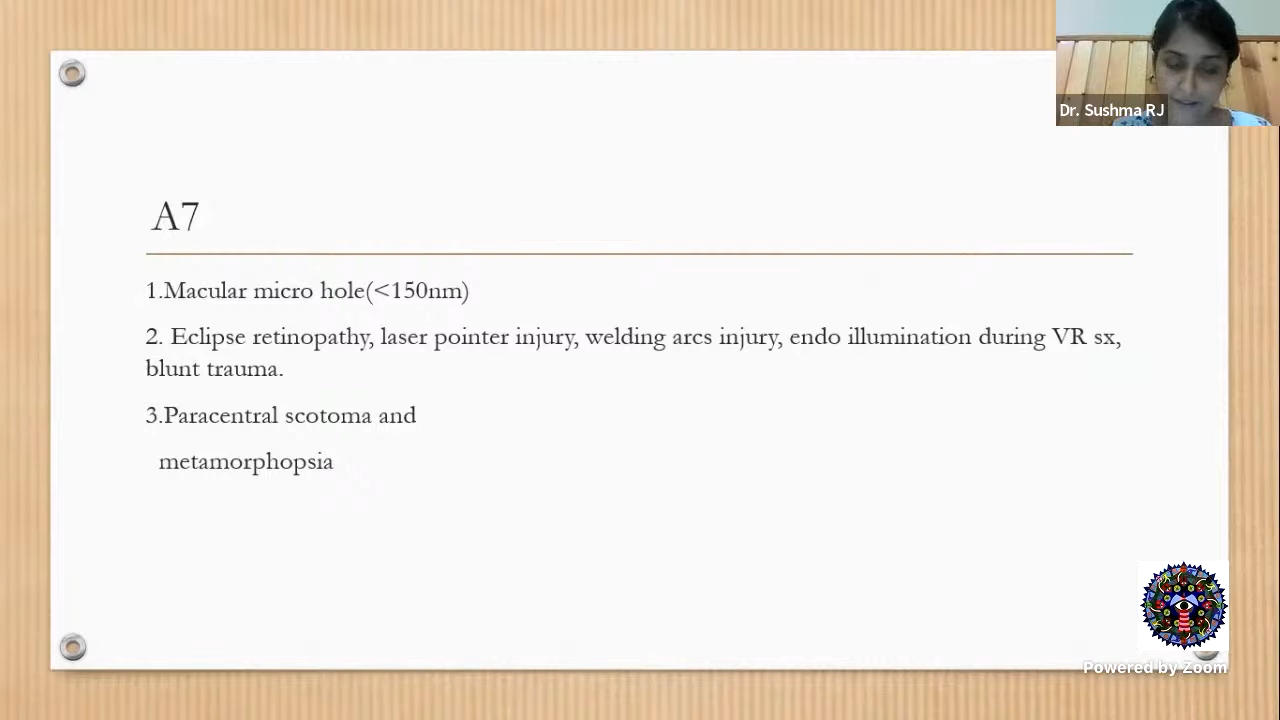 Dr. Sushma RJ
A7
1.Macular micro hole(<150nm)
2. Eclipse retinopathy, laser pointer injury, welding arcs injury, endo illumination during VR sx,
blunt trauma.
3.Paracentral scotoma and
metamorphopsia
Powered by Zoom